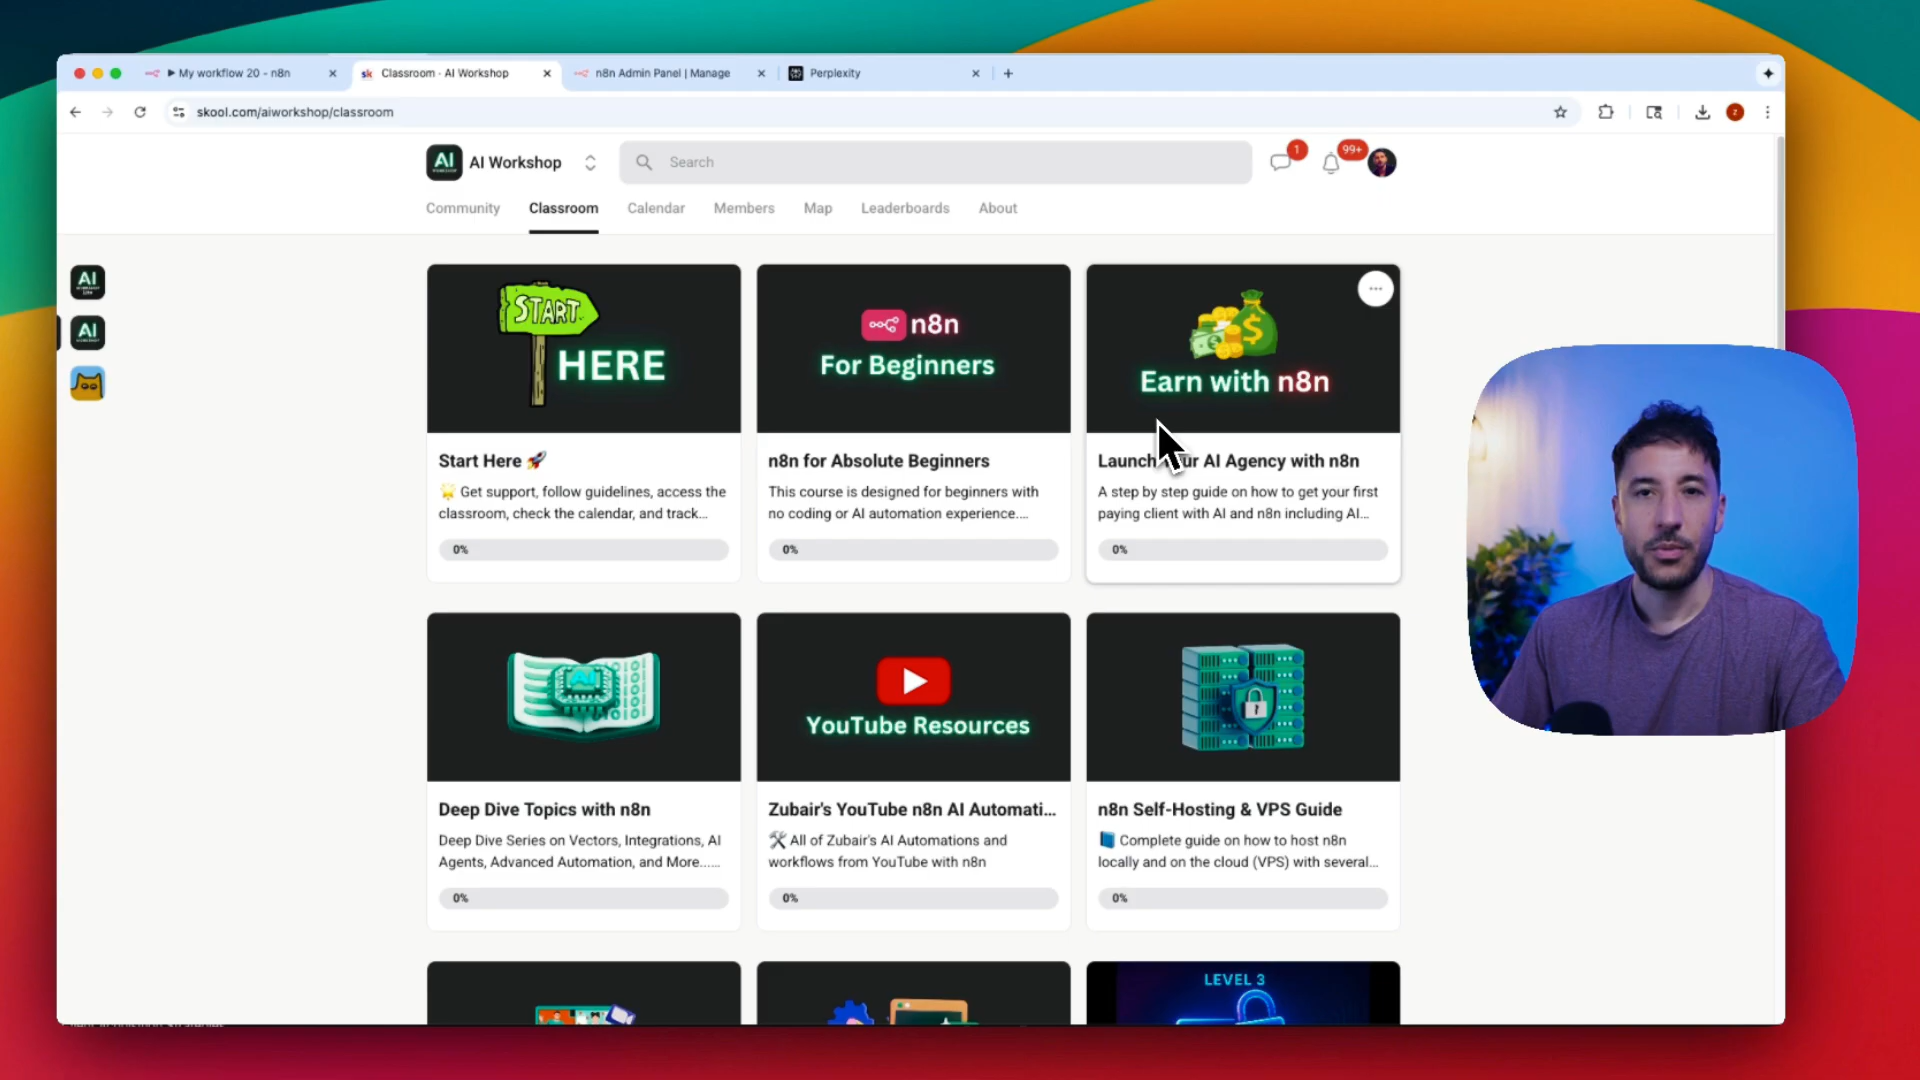 My workflow 20 - n8n
Classroom · AI Workshop
n8n Admin Panel | Manage
Perplexity
skool.com/aiworkshop/classroom
AI
AI Workshop
Search
1
99+
Community
Classroom
Calendar
Members
Map
Leaderboards
About
AI
AI
START
HERE
n8n
For Beginners
Earn with n8n
Start Here 🚀
🌟 Get support, follow guidelines, access the
classroom, check the calendar, and track...
0%
n8n for Absolute Beginners
This course is designed for beginners with
no coding or AI automation experience....
0%
Launch ur AI Agency with n8n
A step by step guide on how to get your first
paying client with AI and n8n including AI...
0%
AI
YouTube Resources
Deep Dive Topics with n8n
Deep Dive Series on Vectors, Integrations, AI
Agents, Advanced Automation, and More......
0%
Zubair's YouTube n8n AI Automati...
🛠 All of Zubair's AI Automations and
workflows from YouTube with n8n
0%
n8n Self-Hosting & VPS Guide
📘 Complete guide on how to host n8n
locally and on the cloud (VPS) with several...
0%
LEVEL 3